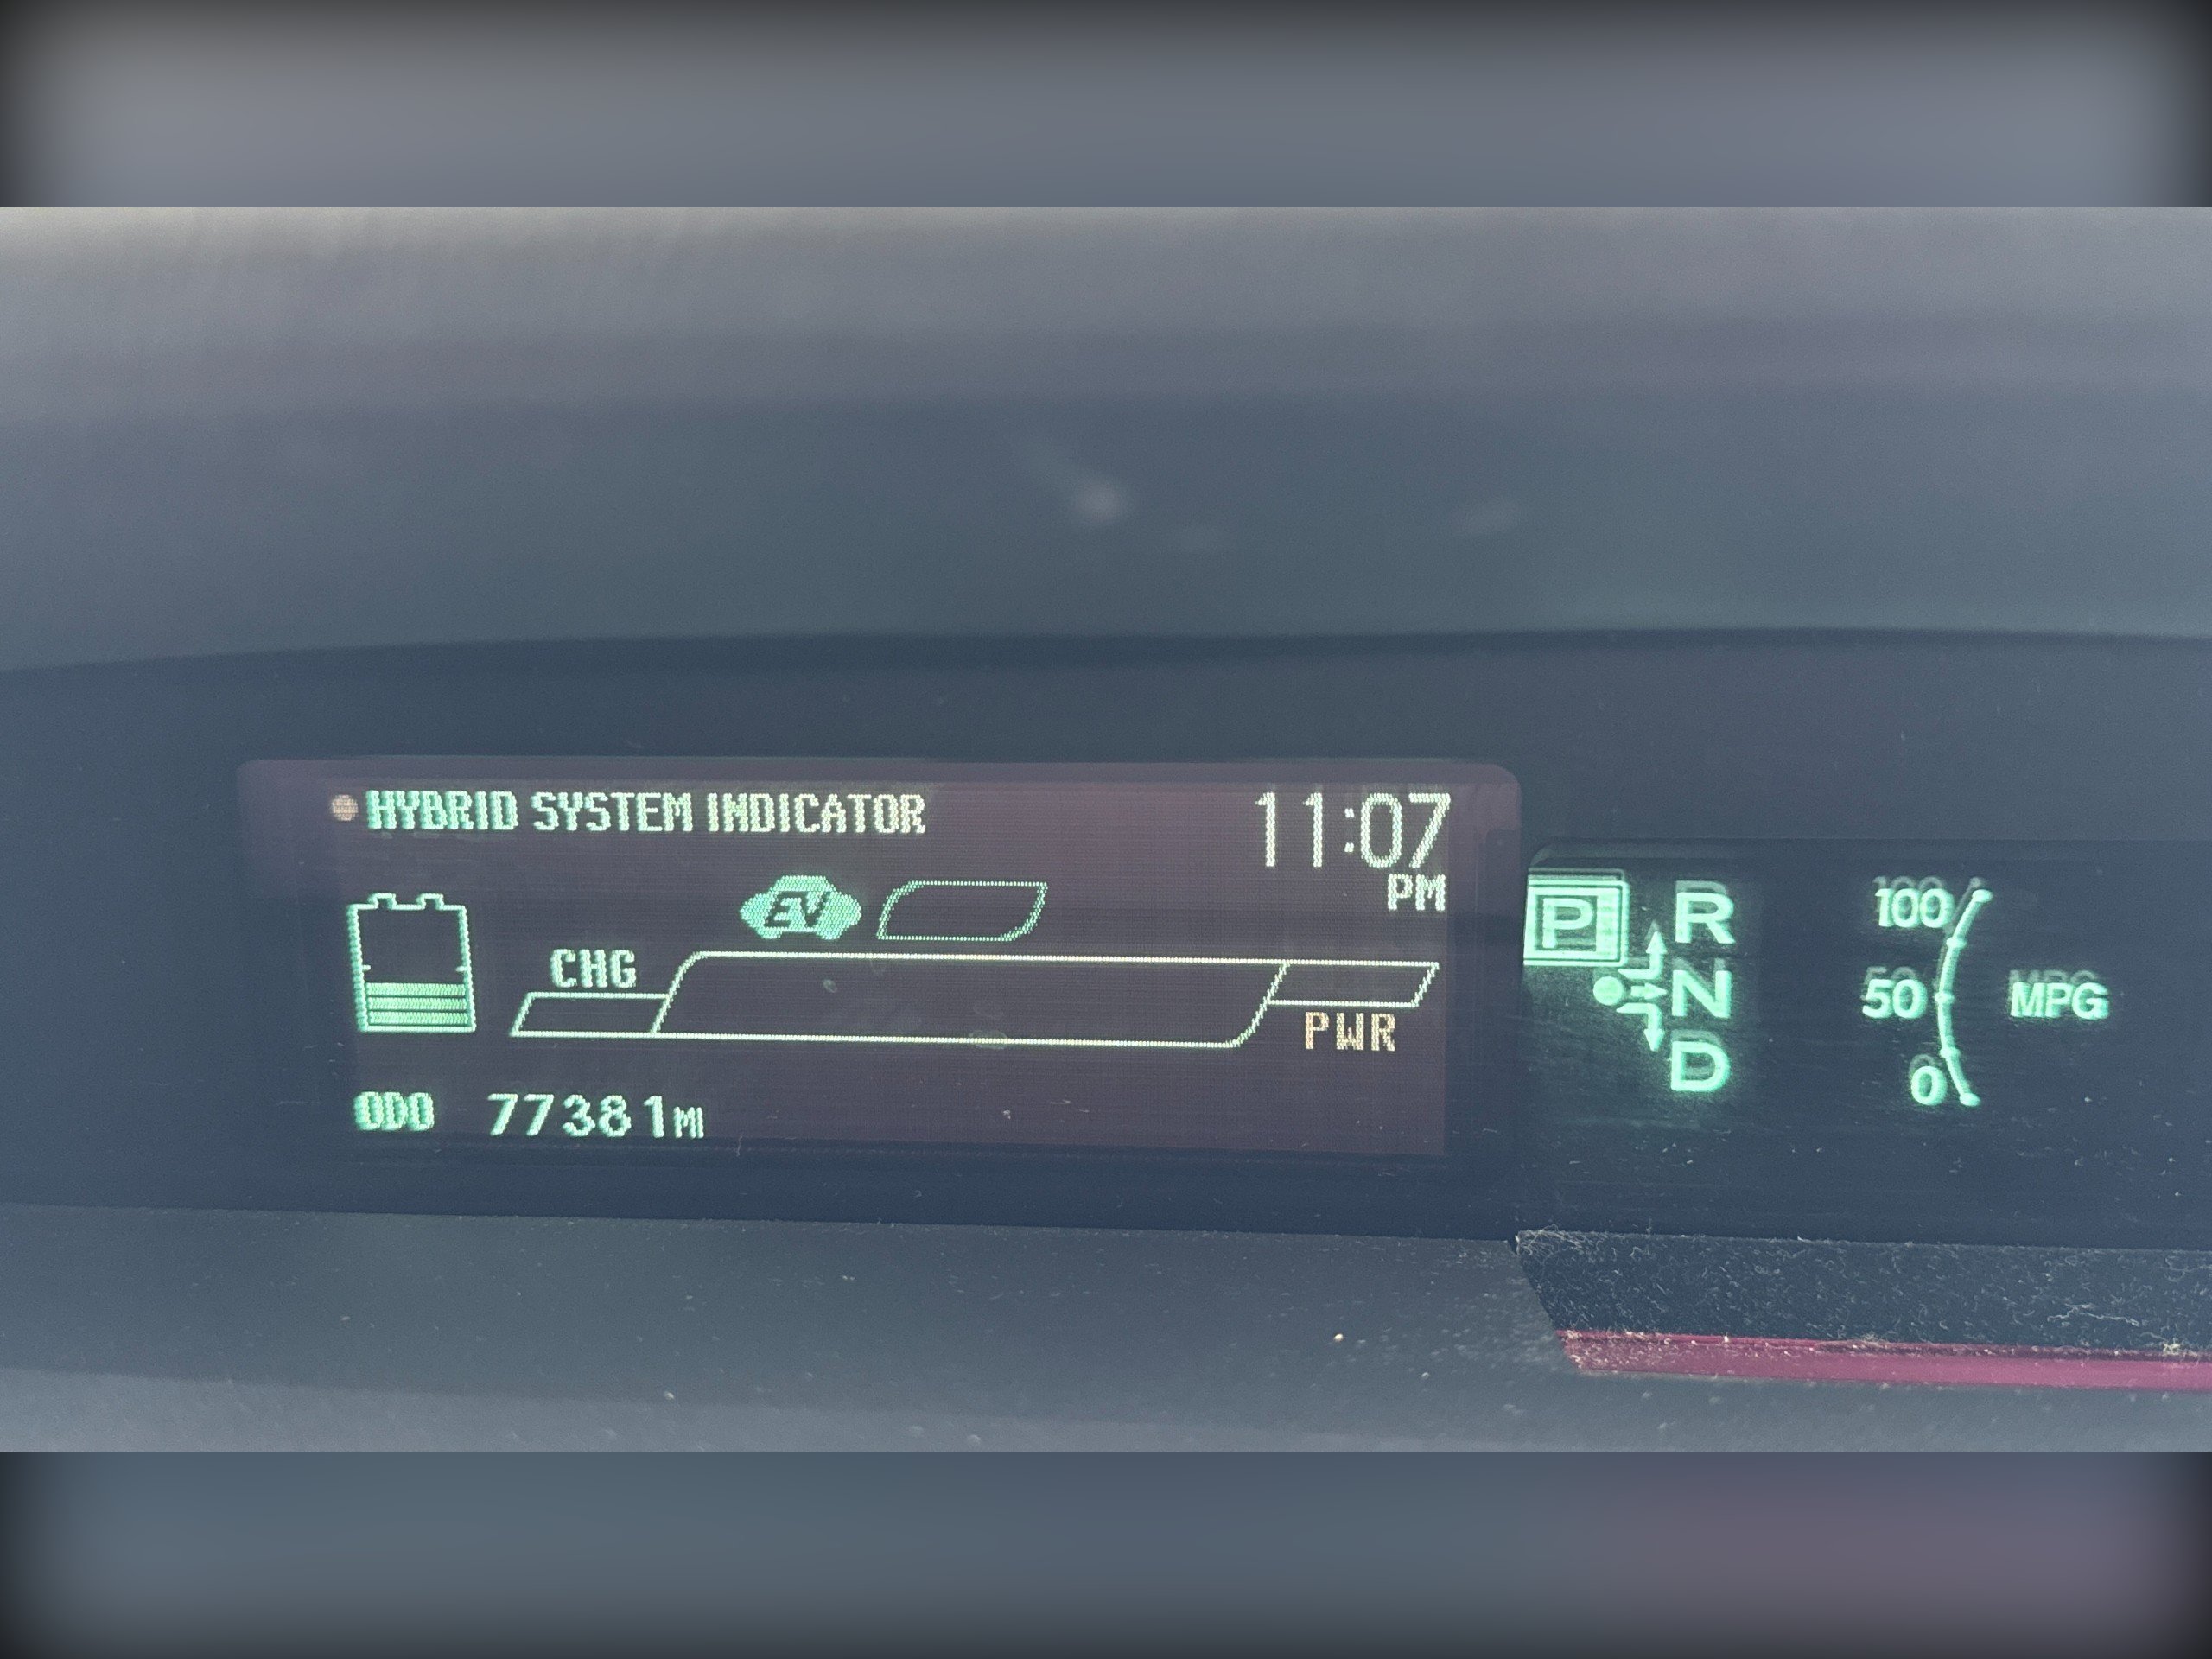 HYBRID SYSTEM INDICATOR
11:07
PM
EV
CHG
PWR
ODO 77381MI
P
R
N
D
100
50
0
MPG